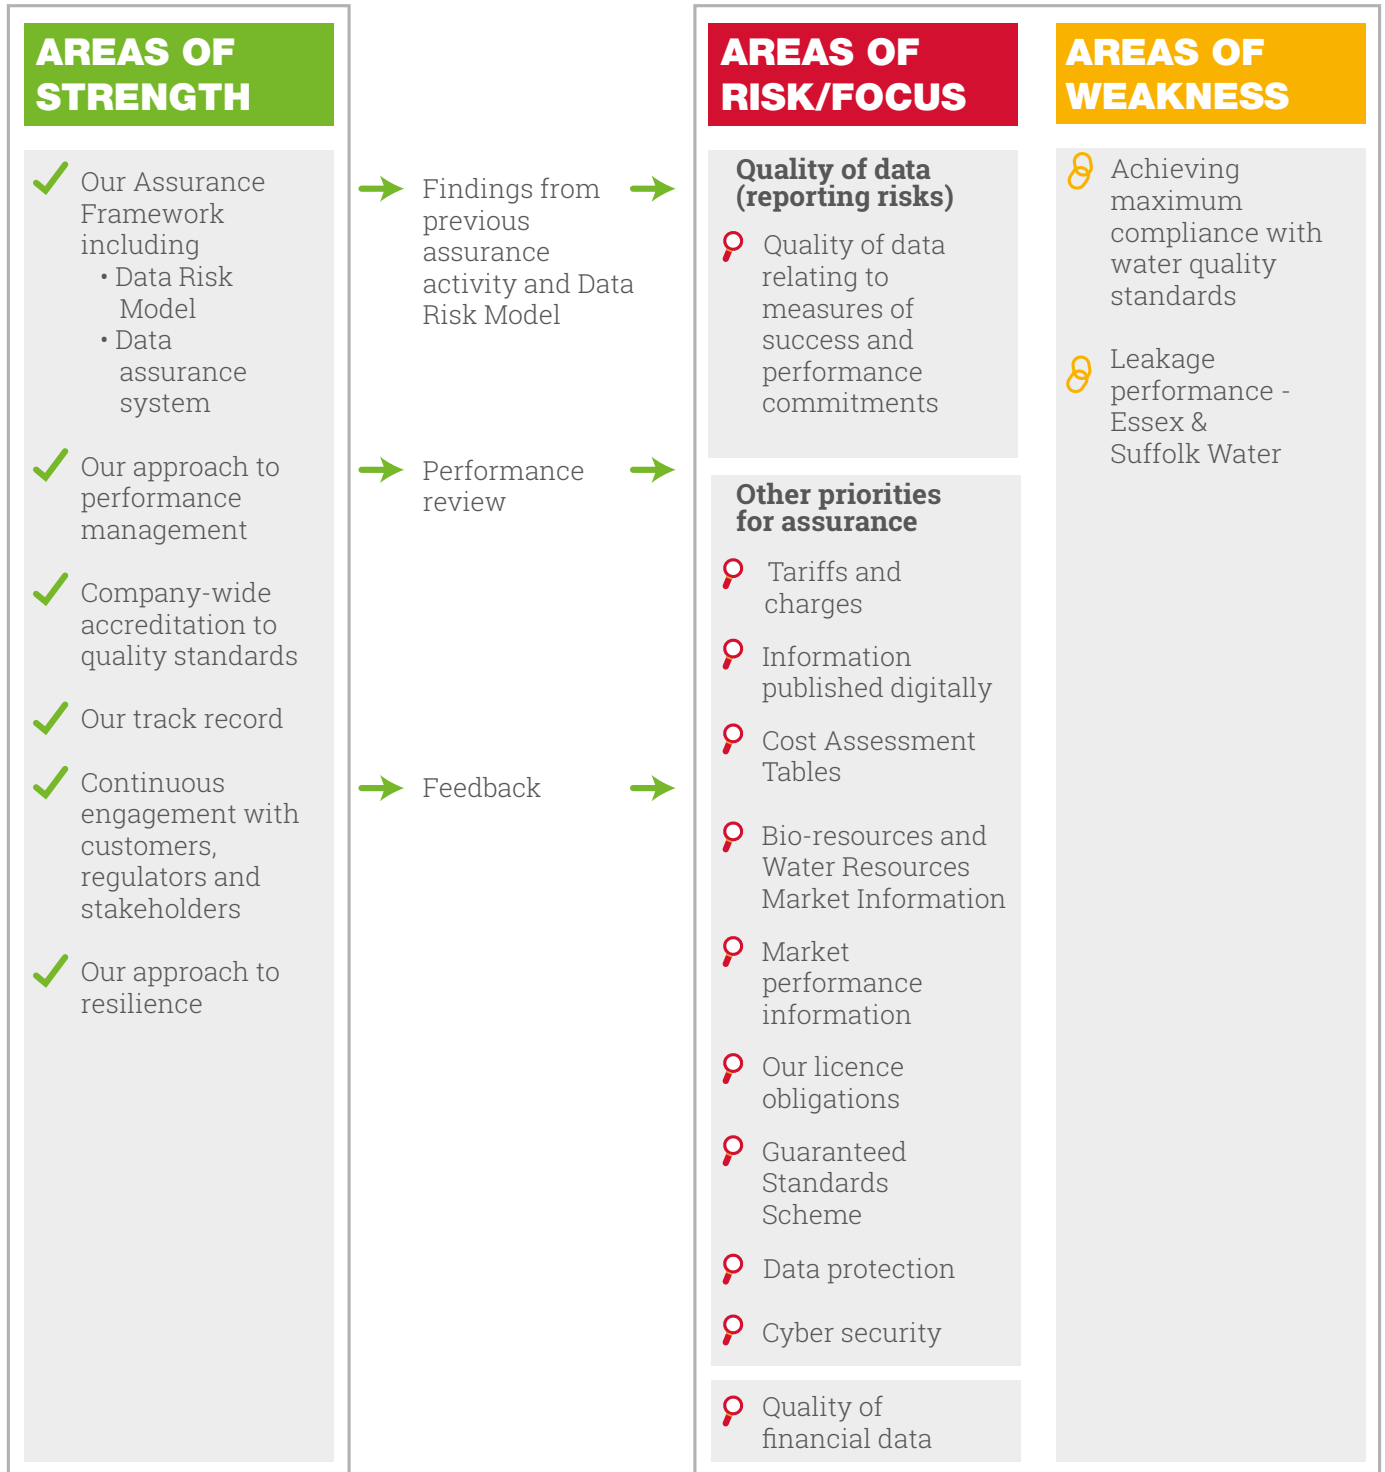 AREAS OF
STRENGTH
Our Assurance
Framework
including
• Data Risk
Model
• Data
assurance
system
Our approach to
performance
management
Company-wide
accreditation to
quality standards
Our track record
Continuous
engagement with
customers,
regulators and
stakeholders
Our approach to
resilience
Findings from
previous
assurance
activity and Data
Risk Model
Performance
review
Feedback
AREAS OF
RISK/FOCUS
Quality of data
(reporting risks)
Quality of data
relating to
measures of
success and
performance
commitments
Other priorities
for assurance
Tariffs and
charges
Information
published digitally
Cost Assessment
Tables
Bio-resources and
Water Resources
Market Information
Market
performance
information
Our licence
obligations
Guaranteed
Standards
Scheme
Data protection
Cyber security
Quality of
financial data
AREAS OF
WEAKNESS
Achieving
maximum
compliance with
water quality
standards
Leakage
performance -
Essex &
Suffolk Water